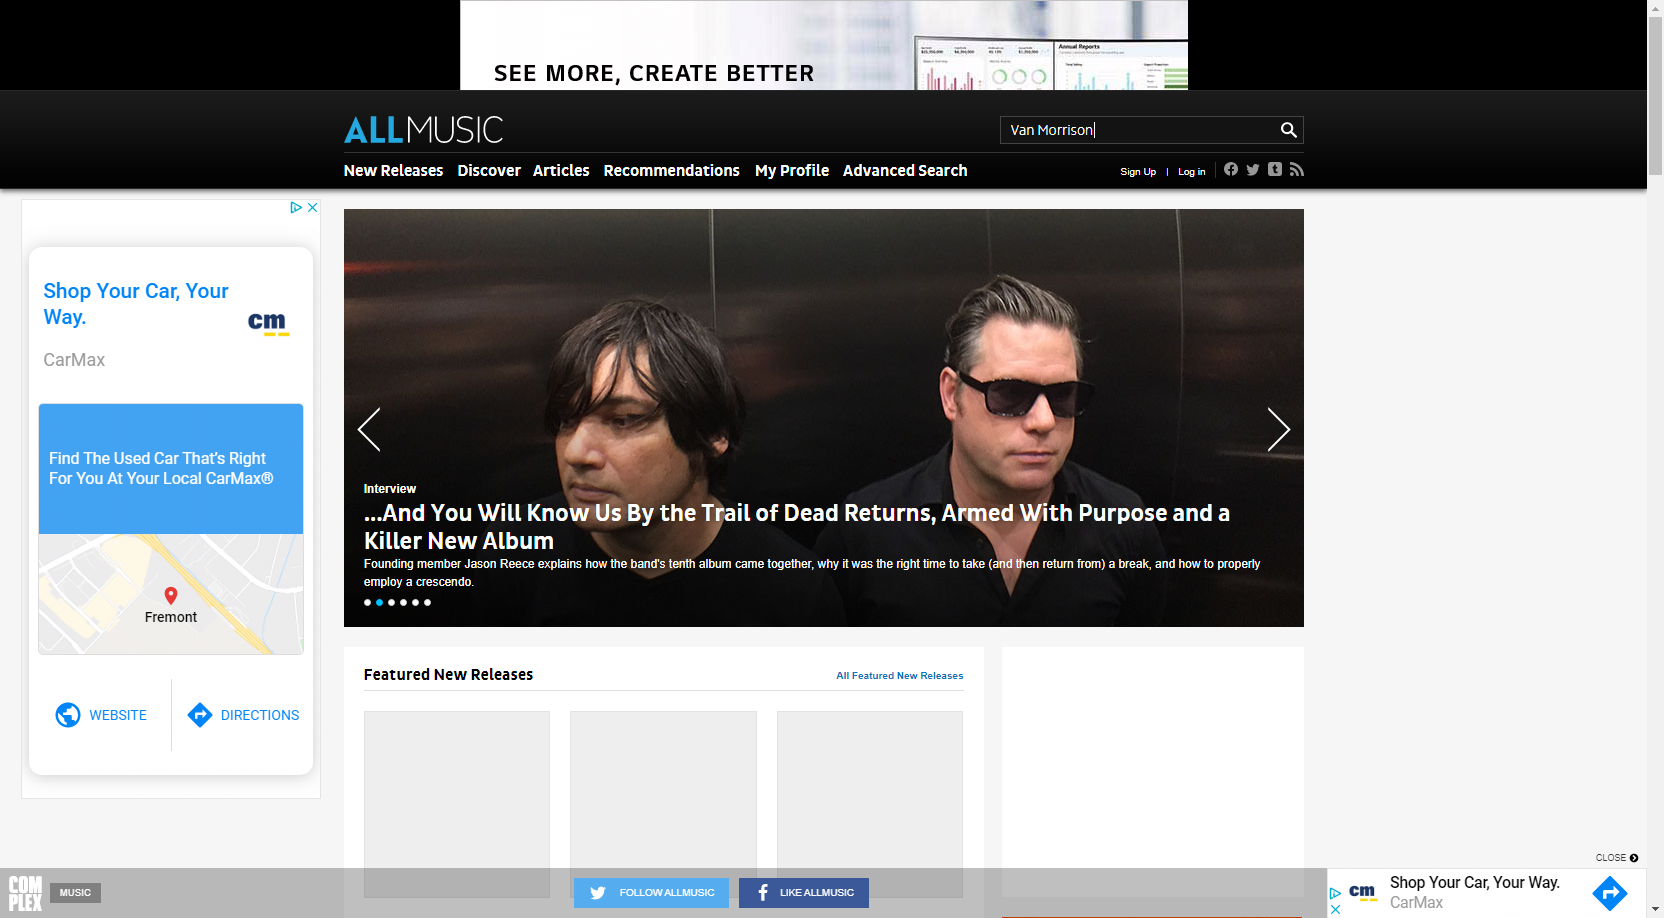 SEE MORE, CREATE BETTER
Annual Reports
ALLMUSIC
Van Morrison
New Releases Discover Articles Recommendations My Profile Advanced Search
Sign Up | Log in
Shop Your Car, Your
Way.
cm
CarMax
Find The Used Car That's Right
For You At Your Local CarMax®
Fremont
WEBSITE
DIRECTIONS
Interview
...And You Will Know Us By the Trail of Dead Returns, Armed With Purpose and a
Killer New Album
Founding member Jason Reece explains how the band's tenth album came together, why it was the right time to take (and then return from) a break, and how to properly
employ a crescendo.
Featured New Releases
All Featured New Releases
CLOSE
COMPLEX
MUSIC
FOLLOW ALLMUSIC
LIKE ALLMUSIC
cm
Shop Your Car, Your Way.
CarMax